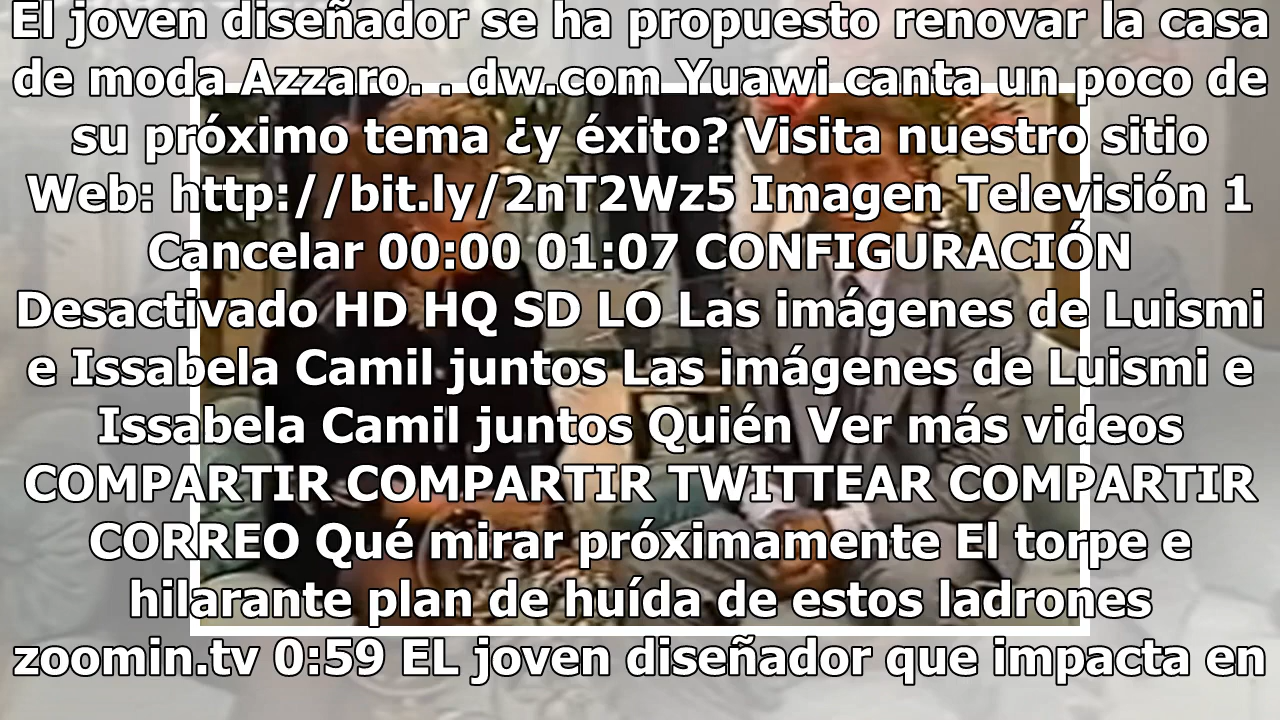 El joven diseñador se ha propuesto renovar la casa
de moda Azzaro. . dw.com Yuawi canta un poco de
su próximo tema ¿y éxito? Visita nuestro sitio
Web: http://bit.ly/2nT2Wz5 Imagen Televisión 1
Cancelar 00:00 01:07 CONFIGURACIÓN
Desactivado HD HQ SD LO Las imágenes de Luismi
e Issabela Camil juntos Las imágenes de Luismi e
Issabela Camil juntos Quién Ver más videos
COMPARTIR COMPARTIR TWITTEAR COMPARTIR
CORREO Qué mirar próximamente El torpe e
hilarante plan de huída de estos ladrones
zoomin.tv 0:59 EL joven diseñador que impacta en